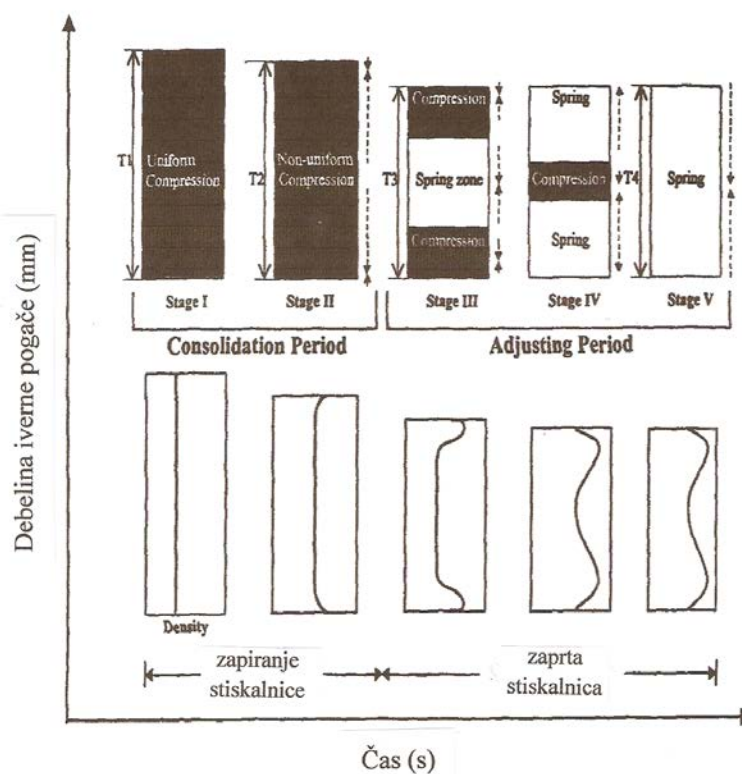 Debelina iverne pogače (mm)
T1
Uniform
Compression
T2
Non-uniform
Compression
T3
Compression
Spring zone
Compression
Spring
Compression
Spring
T4
Spring
Stage I
Stage II
Stage III
Stage IV
Stage V
Consolidation Period
Adjusting Period
Density
zapiranje
stiskalnice
zaprta
stiskalnica
Čas (s)